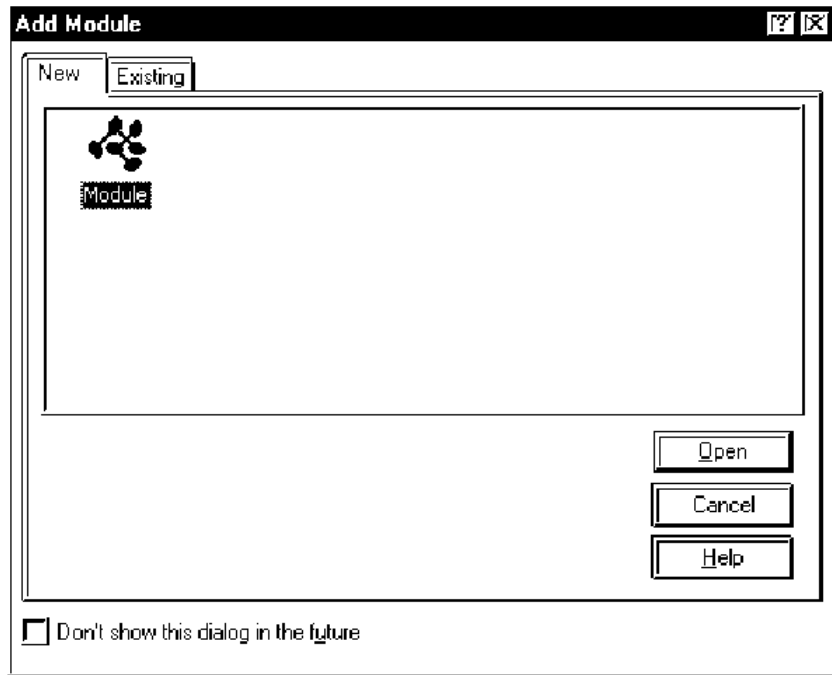 Add Module
New
Existing
Module
Open
Cancel
Help
Don't show this dialog in the future